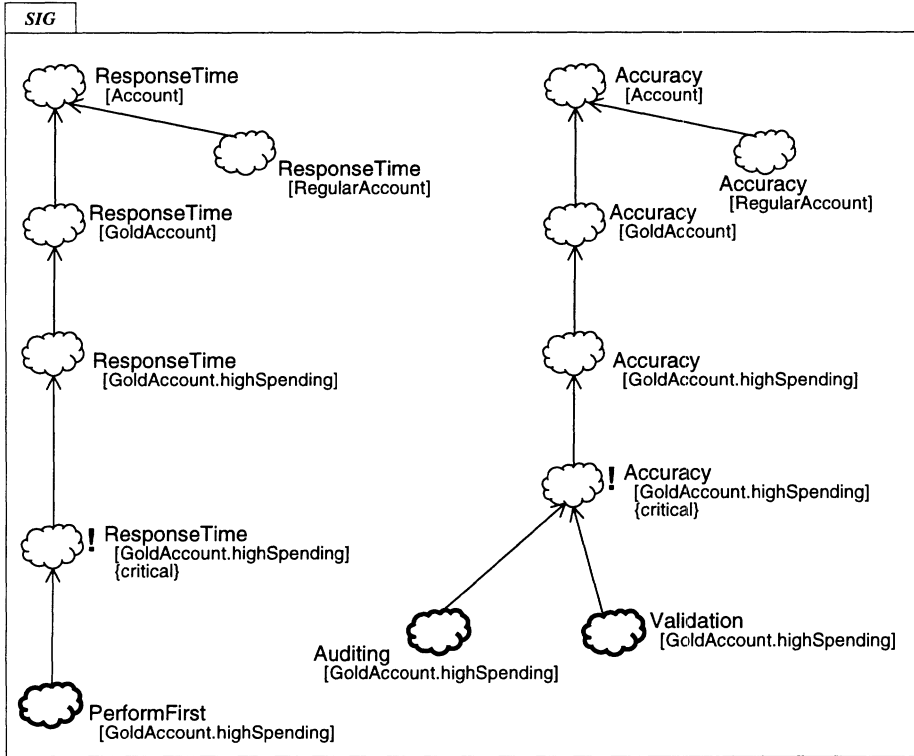 SIG
ResponseTime
[Account]
ResponseTime
[RegularAccount]
ResponseTime
[GoldAccount]
ResponseTime
[GoldAccount.highSpending]
! ResponseTime
[GoldAccount.highSpending]
{critical}
PerformFirst
[GoldAccount.highSpending]
Accuracy
[Account]
Accuracy
[RegularAccount]
Accuracy
[GoldAccount]
Accuracy
[GoldAccount.highSpending]
! Accuracy
[GoldAccount.highSpending]
{critical}
Auditing
[GoldAccount.highSpending]
Validation
[GoldAccount.highSpending]